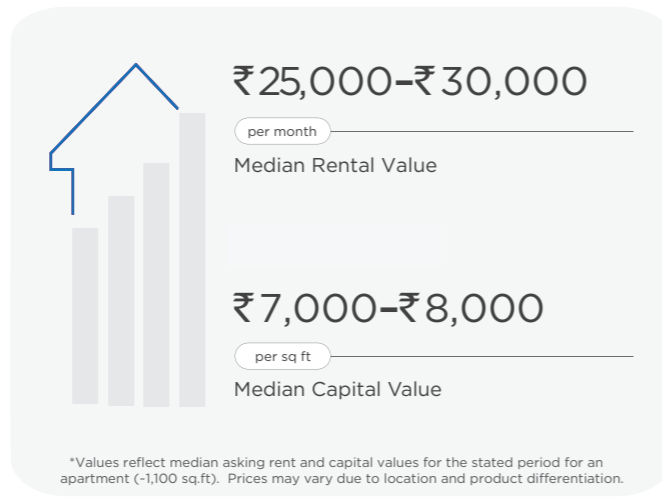 ₹25,000–₹30,000
per month
Median Rental Value
₹7,000–₹8,000
per sq ft
Median Capital Value
*Values reflect median asking rent and capital values for the stated period for an
apartment (~1,100 sq.ft).  Prices may vary due to location and product differentiation.